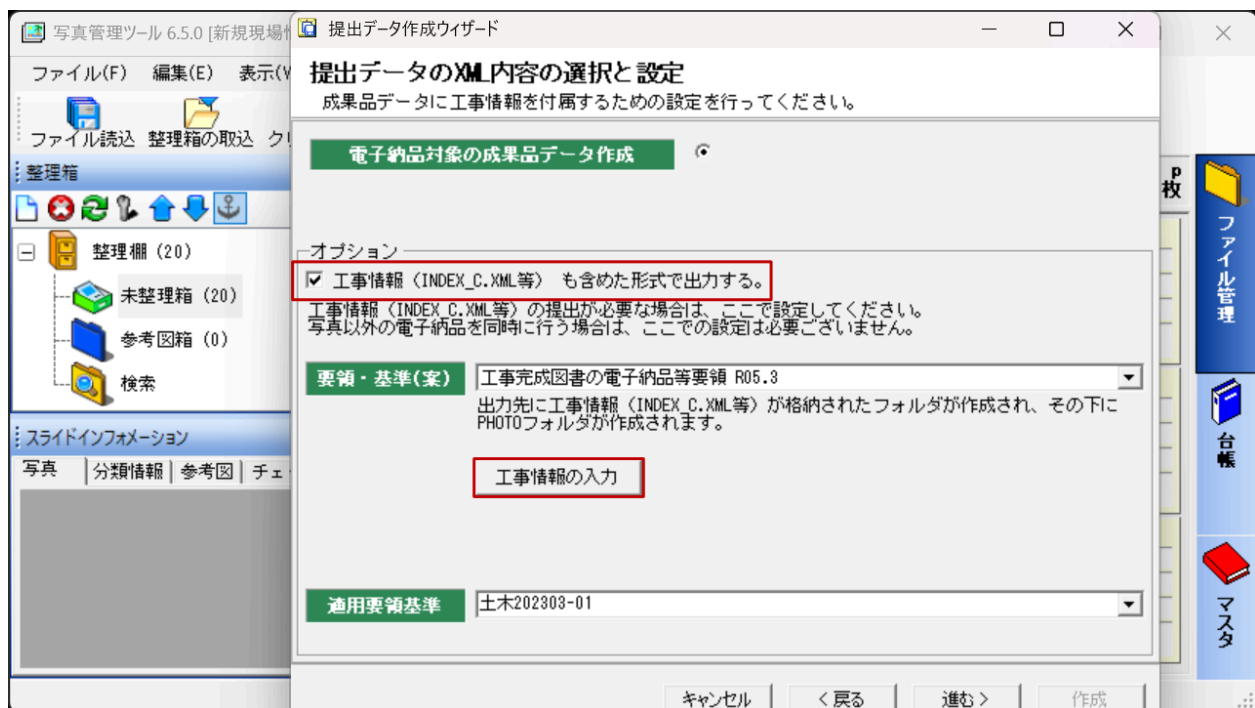 写真管理ツール 6.5.0 [新規現場
ファイル(F) 編集(E) 表示(V
ファイル読込 整理箱の取込 クリ
整理箱
整理棚 (20)
未整理箱 (20)
参考図箱 (0)
検索
スライドインフォメーション
写真 分類情報 参考図 チェ
提出データ作成ウィザード
提出データのXML内容の選択と設定
成果品データに工事情報を付属するための設定を行ってください。
電子納品対象の成果品データ作成
オプション
工事情報（INDEX_C.XML等） も含めた形式で出力する。
工事情報（INDEX_C.XML等）の提出が必要な場合は、ここで設定してください。
写真以外の電子納品を同時に行う場合は、ここでの設定は必要ございません。
要領・基準(案) 工事完成図書の電子納品等要領 R05.3
出力先に工事情報（INDEX_C.XML等）が格納されたフォルダが作成され、その下に
PHOTOフォルダが作成されます。
工事情報の入力
適用要領基準 土木202303-01
キャンセル < 戻る 進む > 作成
p
枚
ファイル管理
台帳
マスタ